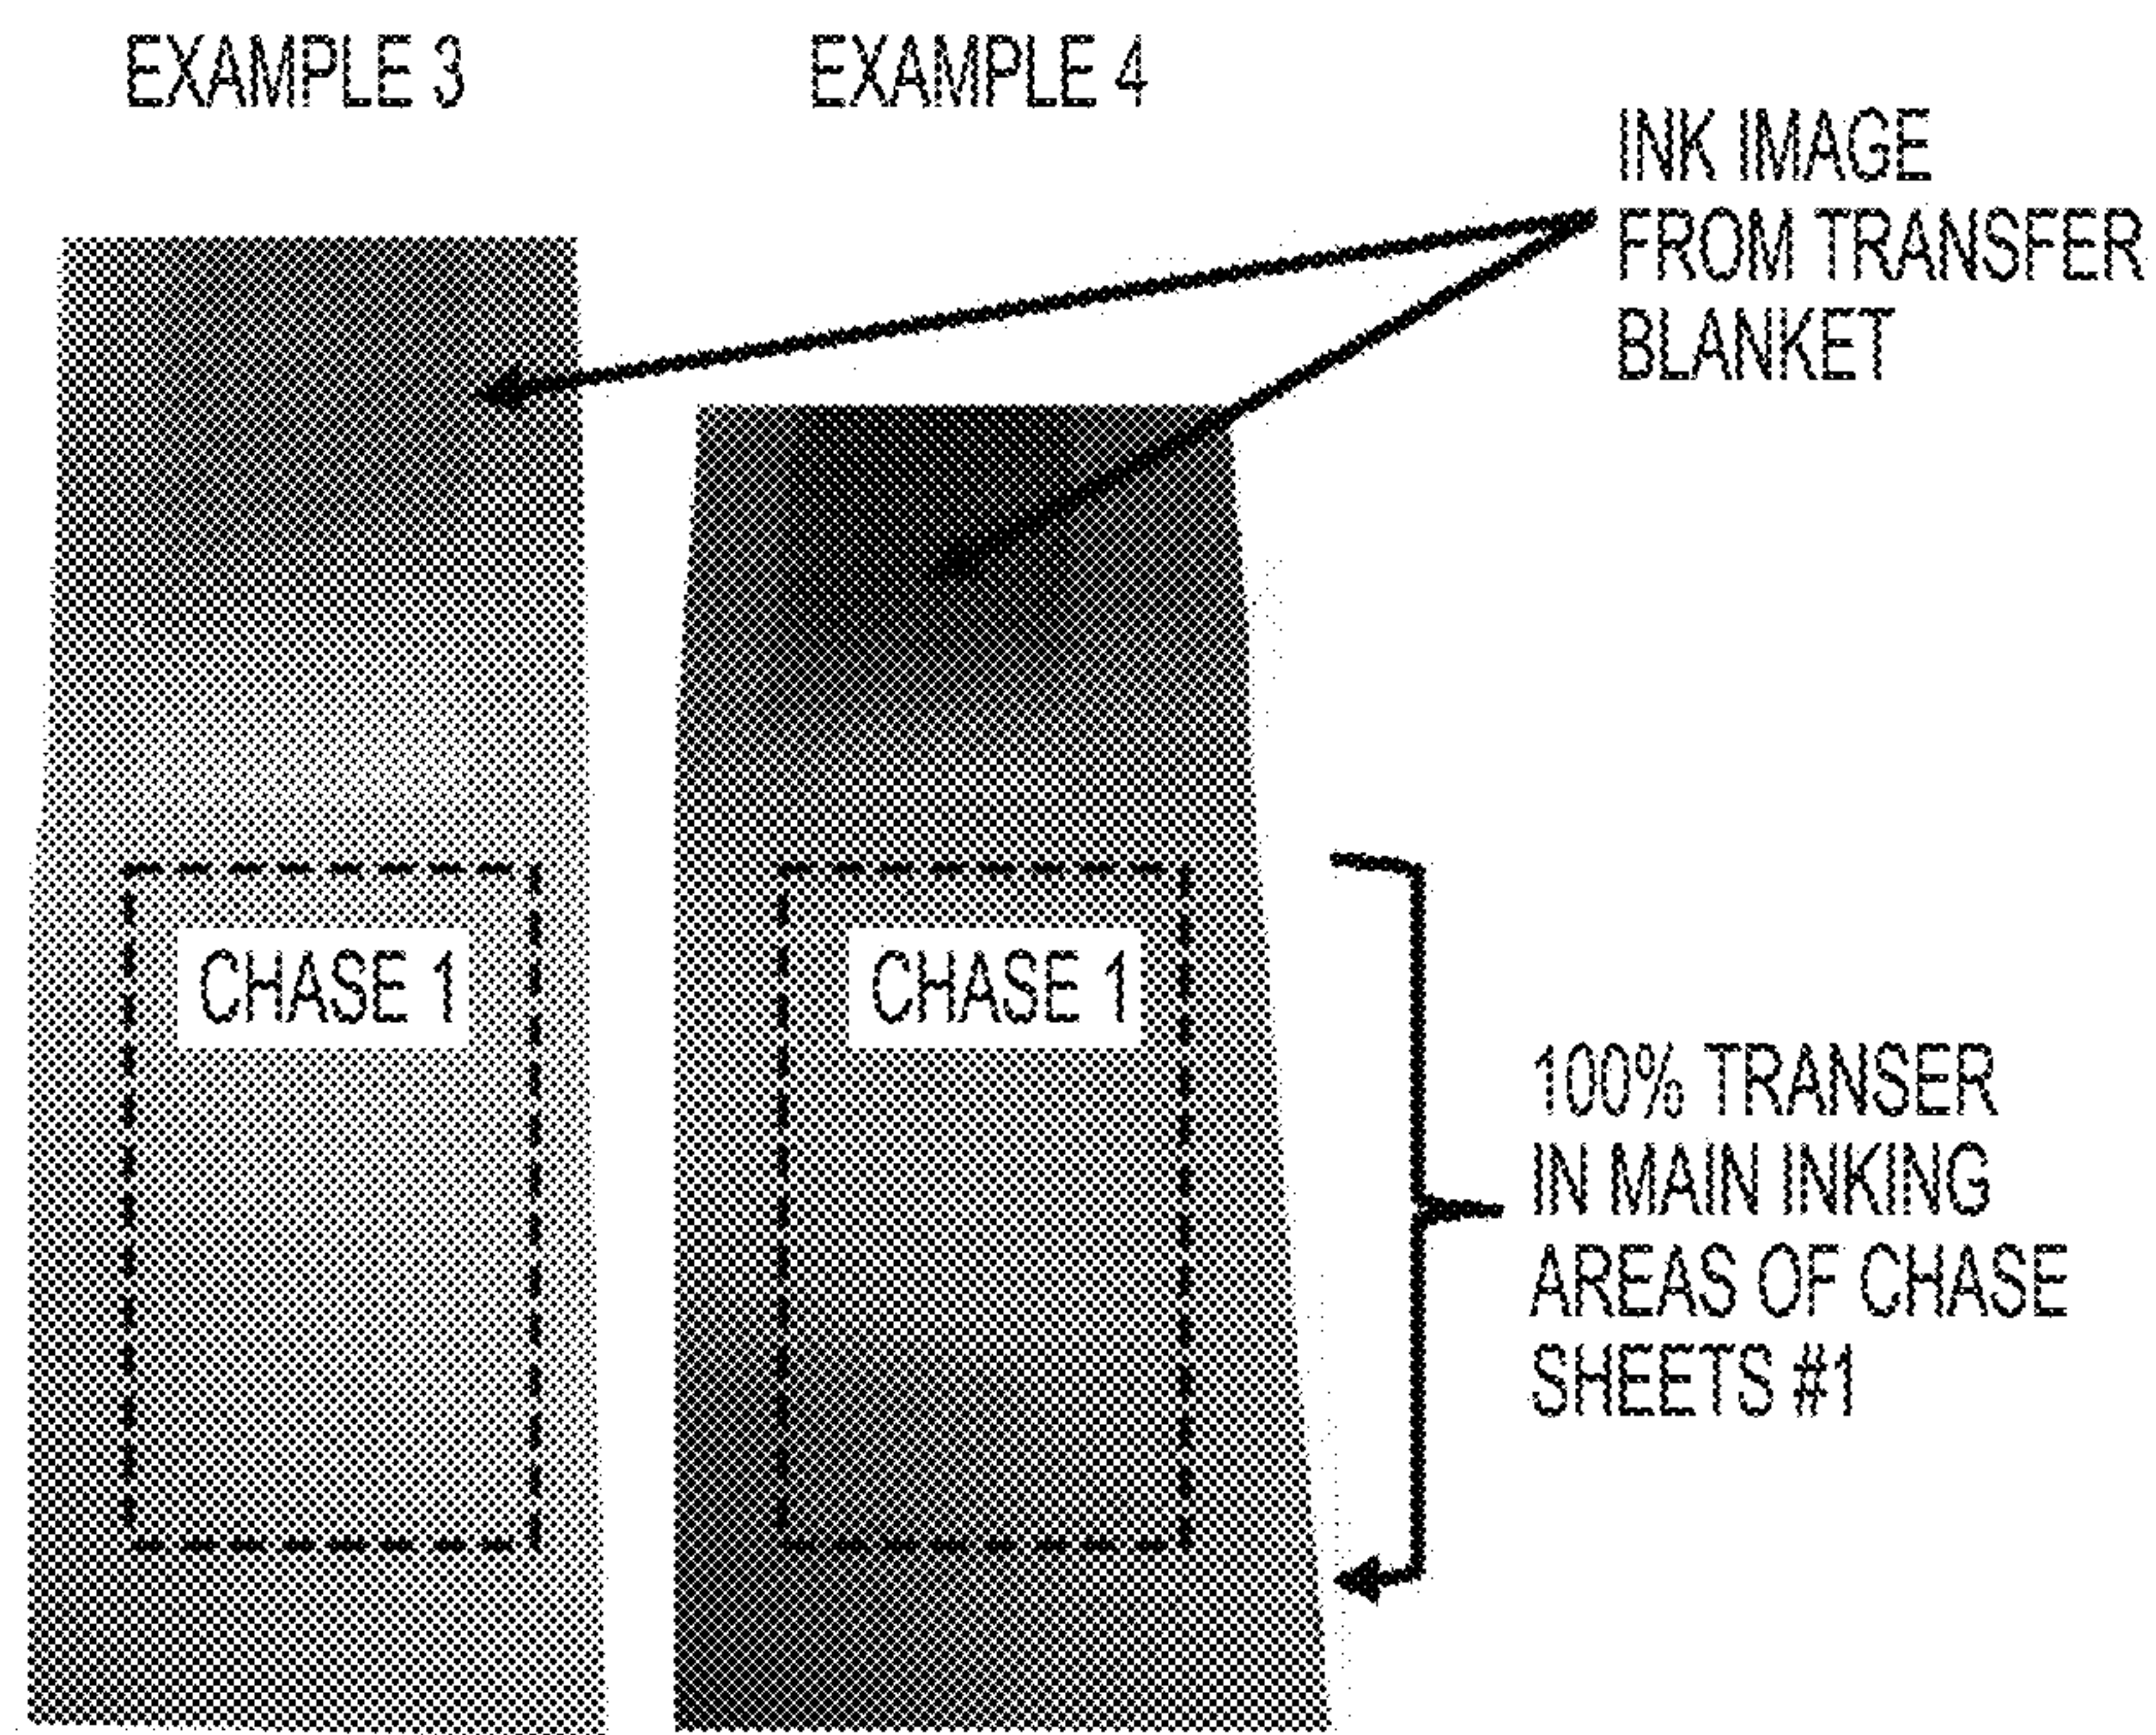 EXAMPLE 3
EXAMPLE 4
INK IMAGE
FROM TRANSFER
BLANKET
CHASE 1
CHASE 1
100% TRANSER
IN MAIN INKING
AREAS OF CHASE
SHEETS #1